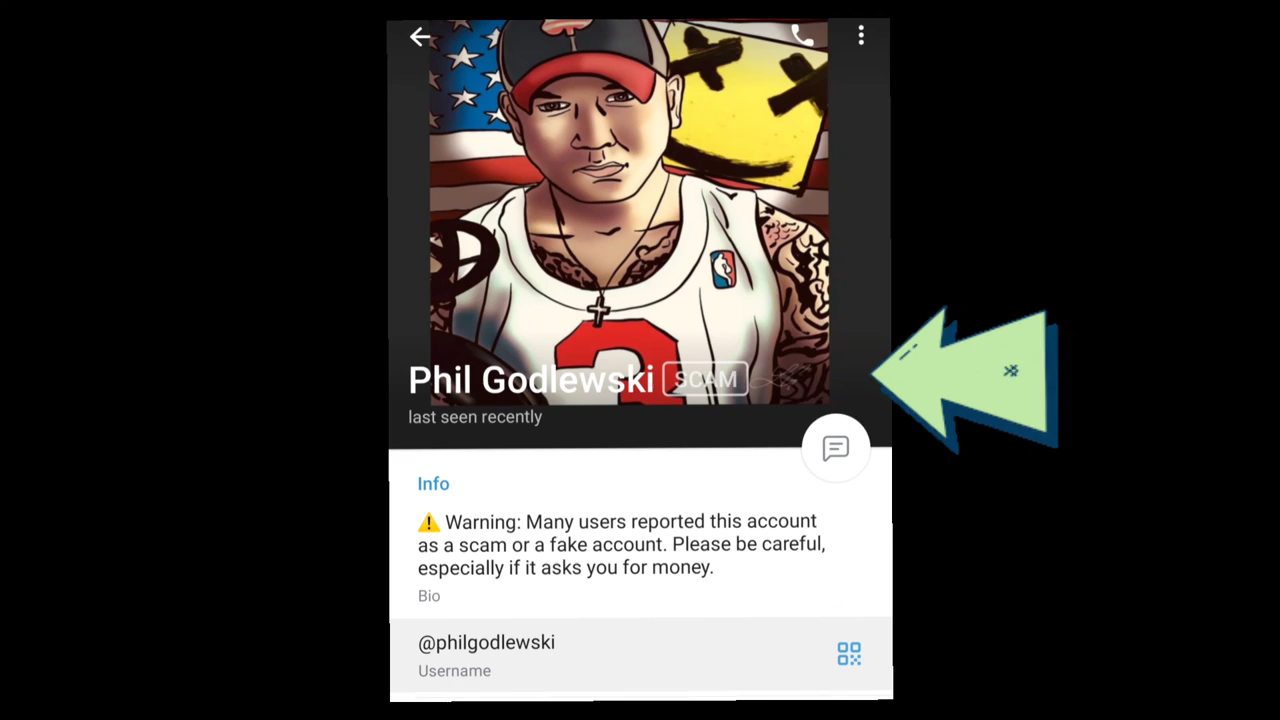 Phil Godlewski SCAM
last seen recently
Info
⚠️ Warning: Many users reported this account
as a scam or a fake account. Please be careful,
especially if it asks you for money.
Bio
@philgodlewski
Username